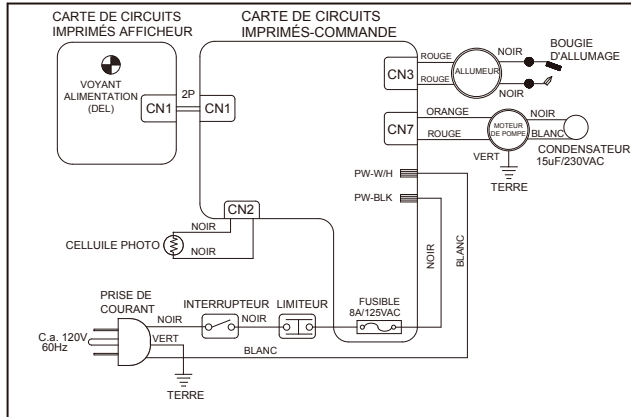 CARTE DE CIRCUITS
IMPRIMÉS AFFICHEUR
VOYANT
ALIMENTATION
(DEL)
CN1
2P
CN1
CARTE DE CIRCUITS
IMPRIMÉS-COMMANDE
CN3
ROUGE
ROUGE
ALLUMEUR
NOIR
NOIR
BOUGIE
D'ALLUMAGE
CN7
ORANGE
ROUGE
MOTEUR
DE POMPE
NOIR
BLANC
CONDENSATEUR
15uF/230VAC
VERT
TERRE
PW-W/H
PW-BLK
CN2
NOIR
NOIR
CELLUILE PHOTO
NOIR
BLANC
PRISE DE
COURANT
C.a. 120V
60Hz
NOIR
INTERRUPTEUR
NOIR
LIMITEUR
FUSIBLE
8A/125VAC
VERT
BLANC
TERRE